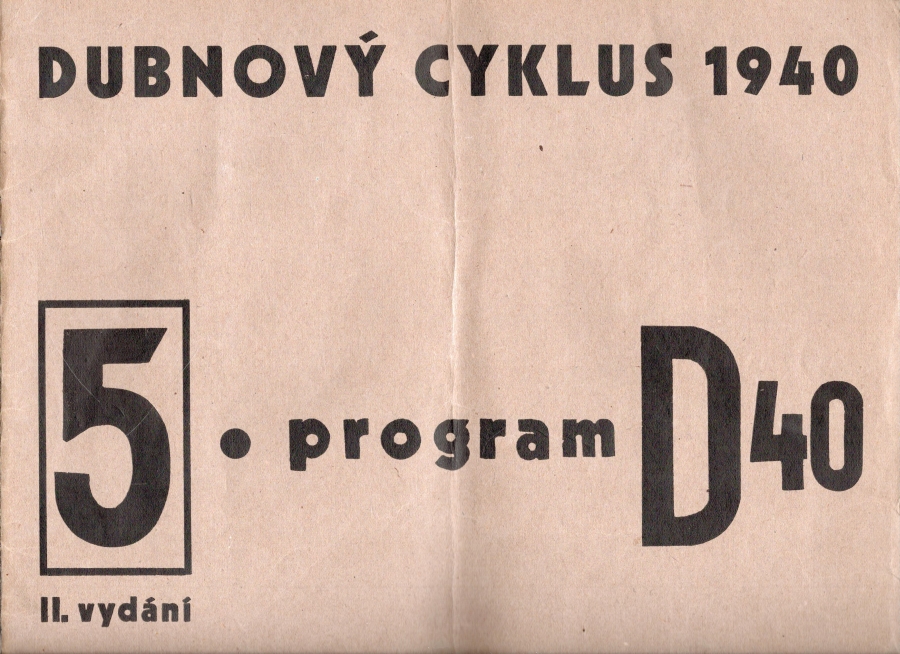 DUBNOVÝ CYKLUS 1940
5 • program D40
II. vydání